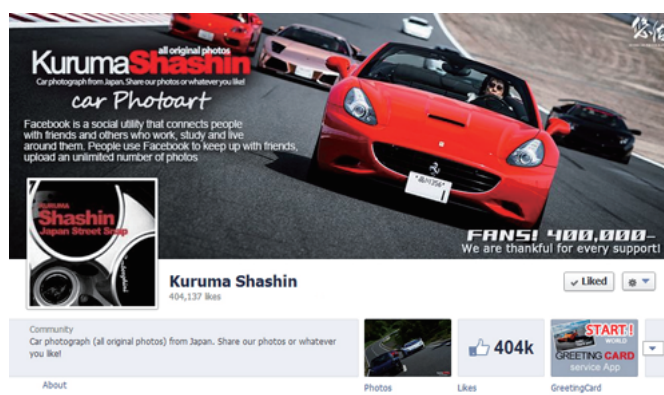 all original photos
KurumaShashin
Car photograph from Japan. Share our photos or whatever you like!
car Photoart
Facebook is a social utility that connects people
with friends and others who work, study and live
around them. People use Facebook to keep up with friends,
upload an unlimited number of photos
KURUMA
Shashin
Japan Street Snap
FANS! 400,000–
We are thankful for every support!
Kuruma Shashin
404,137 likes
Liked
Community
Car photograph (all original photos) from Japan. Share our photos or whatever
you like!
About
Photos
404k
Likes
START!
WORLD
GREETING CARD
service App
GreetingCard